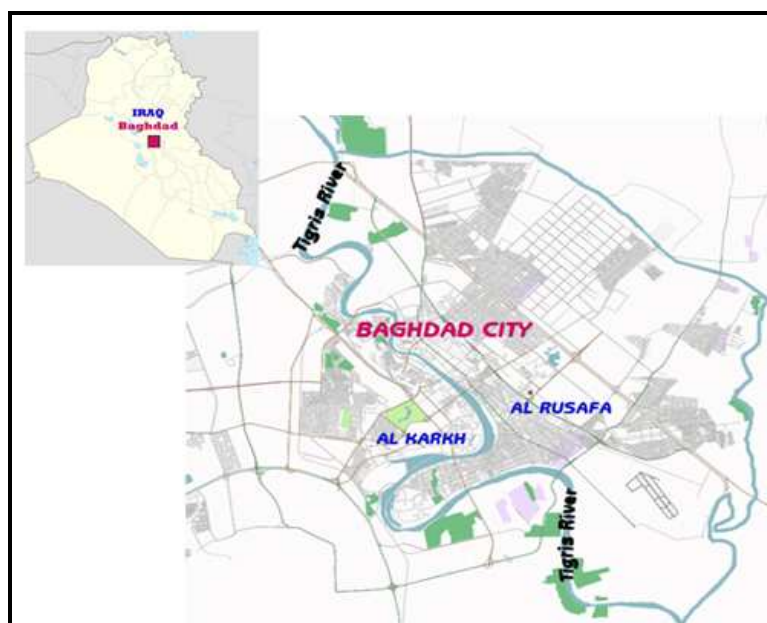 IRAQ
Baghdad
Tigris River
BAGHDAD CITY
AL RUSAFA
AL KARKH
Tigris River